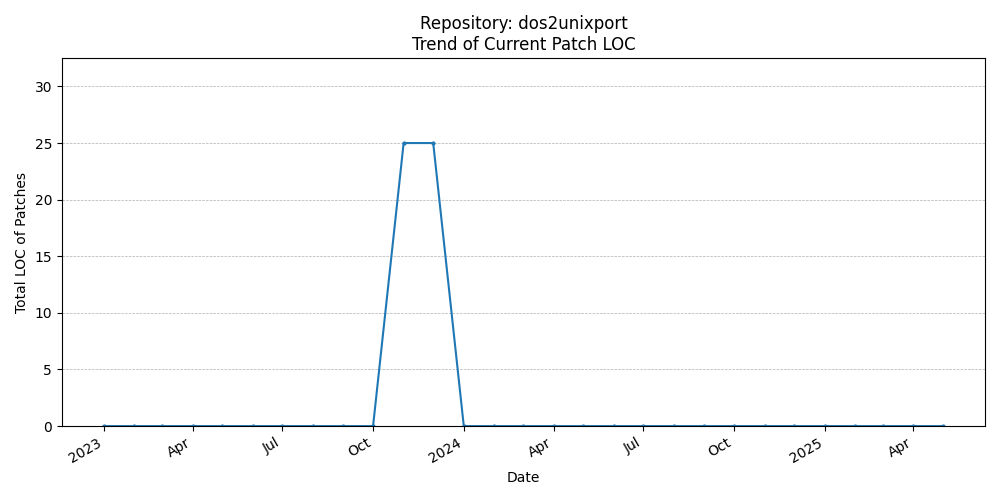 Repository: dos2unixport
Trend of Current Patch LOC
Total LOC of Patches
30
25
20
15
10
5
0
2023
Apr
Jul
Oct
2024
Apr
Jul
Oct
2025
Apr
Date